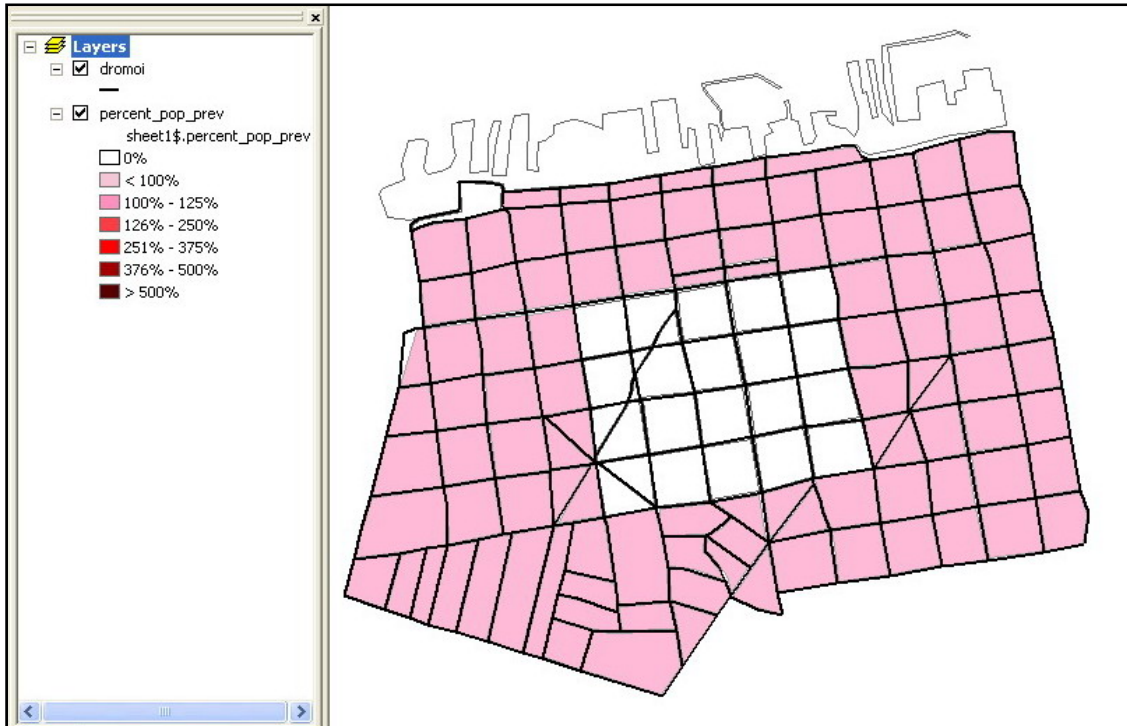 Layers
dromoi
percent_pop_prev
sheet1$.percent_pop_prev
0%
< 100%
100% - 125%
126% - 250%
251% - 375%
376% - 500%
> 500%